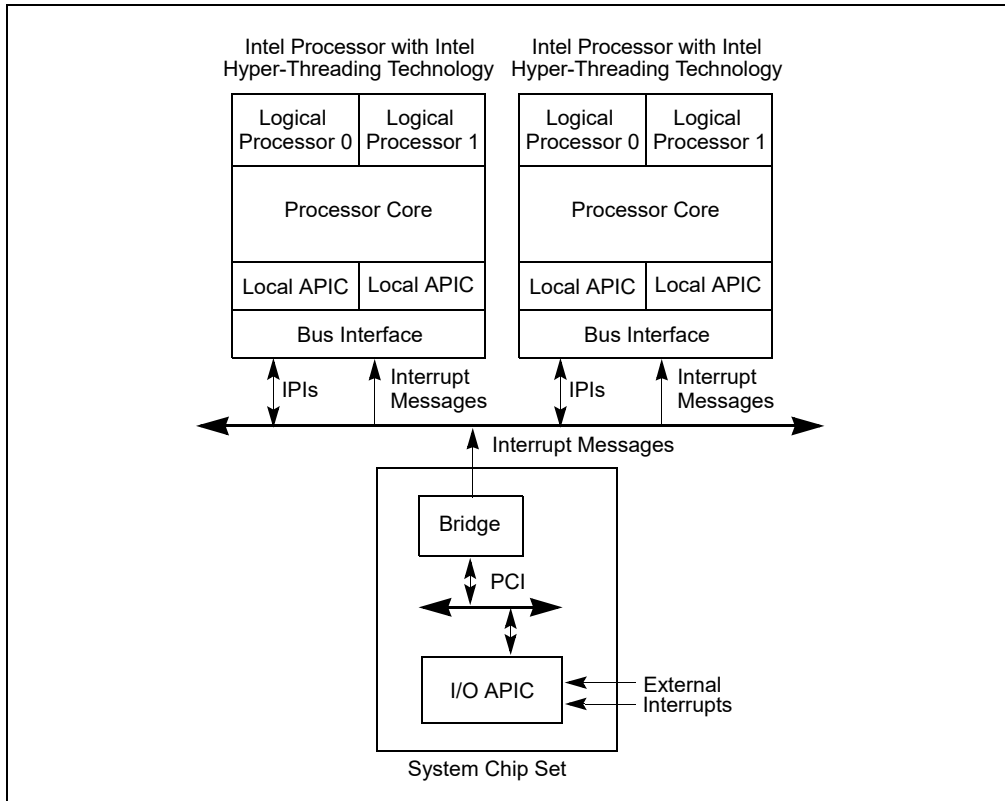 Intel Processor with Intel
Hyper-Threading Technology
Intel Processor with Intel
Hyper-Threading Technology
Logical
Processor 0
Logical
Processor 1
Logical
Processor 0
Logical
Processor 1
Processor Core
Processor Core
Local APIC
Local APIC
Local APIC
Local APIC
Bus Interface
Bus Interface
IPIs
Interrupt
Messages
IPIs
Interrupt
Messages
Interrupt Messages
Bridge
PCI
I/O APIC
External
Interrupts
System Chip Set